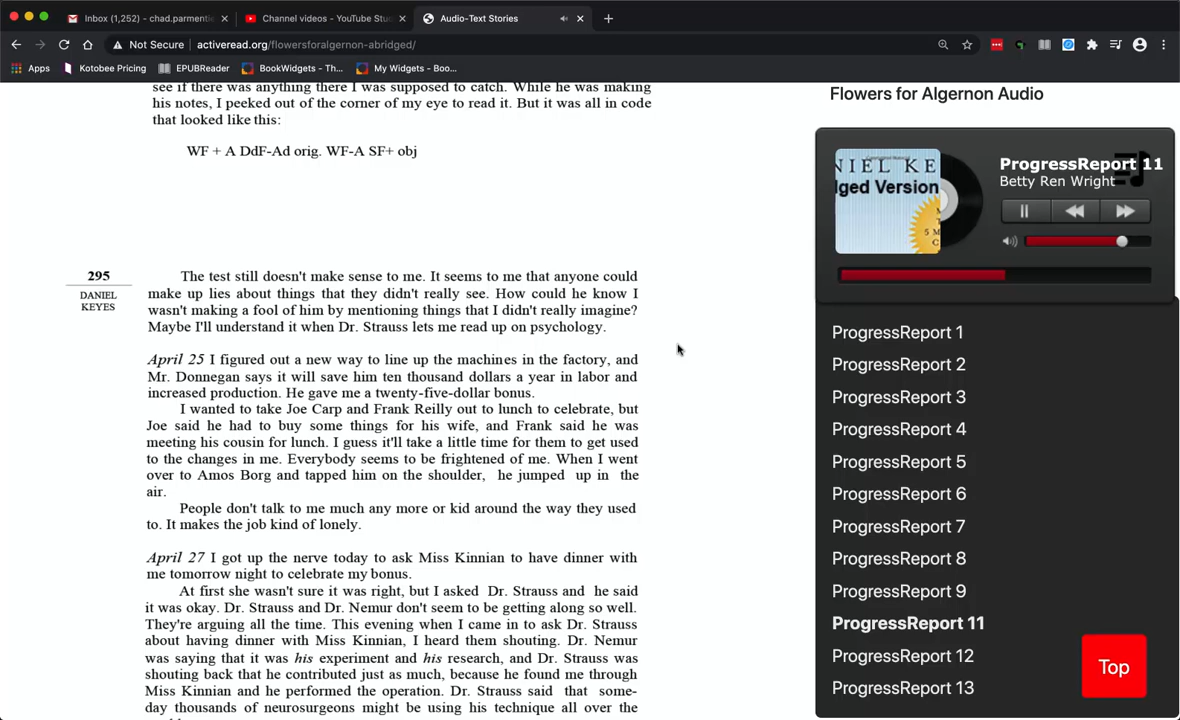 Inbox (1,252) - chad.parmentie
Channel videos - YouTube Stu
Audio-Text Stories
Not Secure
activeread.org/flowersforalgernon-abridged/
Apps
Kotobee Pricing
EPUBReader
BookWidgets - Th...
My Widgets - Boo...
see if there was anything there I was supposed to catch. While he was making
his notes, I peeked out of the corner of my eye to read it. But it was all in code
that looked like this:
WF + A DdF-Ad orig. WF-A SF+ obj
295
DANIEL
KEYES
The test still doesn't make sense to me. It seems to me that anyone could
make up lies about things that they didn't really see. How could he know I
wasn't making a fool of him by mentioning things that I didn't really imagine?
Maybe I'll understand it when Dr. Strauss lets me read up on psychology.
April 25 I figured out a new way to line up the machines in the factory, and
Mr. Donnegan says it will save him ten thousand dollars a year in labor and
increased production. He gave me a twenty-five-dollar bonus.
I wanted to take Joe Carp and Frank Reilly out to lunch to celebrate, but
Joe said he had to buy some things for his wife, and Frank said he was
meeting his cousin for lunch. I guess it'll take a little time for them to get used
to the changes in me. Everybody seems to be frightened of me. When I went
over to Amos Borg and tapped him on the shoulder, he jumped up in the
air.
People don't talk to me much any more or kid around the way they used
to. It makes the job kind of lonely.
April 27 I got up the nerve today to ask Miss Kinnian to have dinner with
me tomorrow night to celebrate my bonus.
At first she wasn't sure it was right, but I asked Dr. Strauss and he said
it was okay. Dr. Strauss and Dr. Nemur don't seem to be getting along so well.
They're arguing all the time. This evening when I came in to ask Dr. Strauss
about having dinner with Miss Kinnian, I heard them shouting. Dr. Nemur
was saying that it was his experiment and his research, and Dr. Strauss was
shouting back that he contributed just as much, because he found me through
Miss Kinnian and he performed the operation. Dr. Strauss said that some-
day thousands of neurosurgeons might be using his technique all over the
Flowers for Algernon Audio
NIEL KE
lged Version
5 M
C
ProgressReport 11
Betty Ren Wright
ProgressReport 1
ProgressReport 2
ProgressReport 3
ProgressReport 4
ProgressReport 5
ProgressReport 6
ProgressReport 7
ProgressReport 8
ProgressReport 9
ProgressReport 11
ProgressReport 12
ProgressReport 13
Top